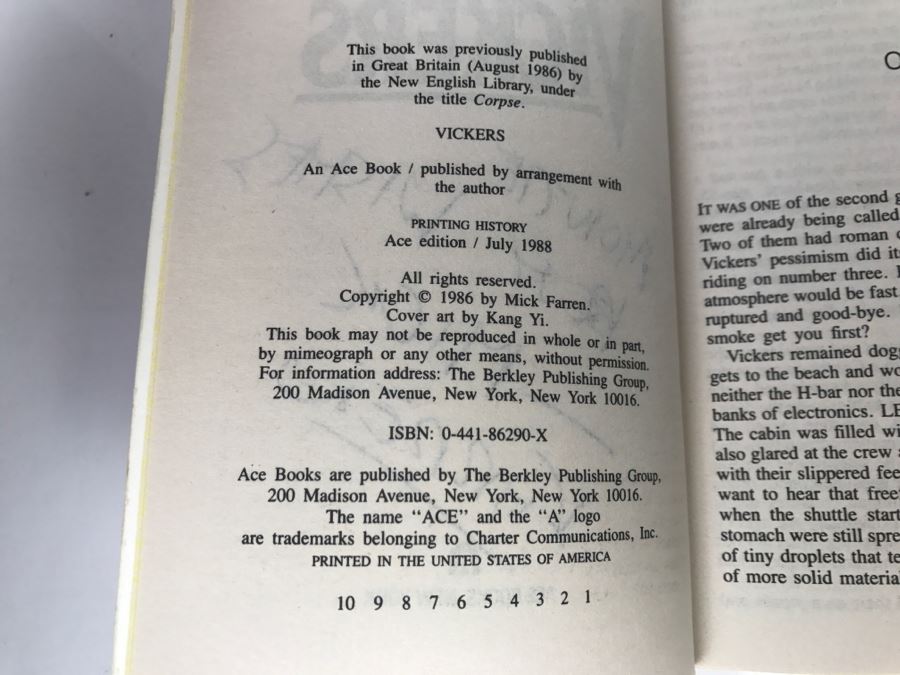 This book was previously published
in Great Britain (August 1986) by
the New English Library, under
the title Corpse.
VICKERS
An Ace Book / published by arrangement with
the author
PRINTING HISTORY
Ace edition / July 1988
All rights reserved.
Copyright © 1986 by Mick Farren.
Cover art by Kang Yi.
This book may not be reproduced in whole or in part,
by mimeograph or any other means, without permission.
For information address: The Berkley Publishing Group,
200 Madison Avenue, New York, New York 10016.
ISBN: 0-441-86290-X
Ace Books are published by The Berkley Publishing Group,
200 Madison Avenue, New York, New York 10016.
The name "ACE" and the "A" logo
are trademarks belonging to Charter Communications, Inc.
PRINTED IN THE UNITED STATES OF AMERICA
10 9 8 7 6 5 4 3 2 1
IT WAS ONE of the second
were already being called
Two of them had roman
Vickers' pessimism did
riding on number three.
atmosphere would be fast
ruptured and good-bye.
smoke get you first?
Vickers remained
gets to the beach and
neither the H-bar nor the
banks of electronics.
The cabin was filled
also glared at the crew
with their slippered
want to hear that
when the shuttle
stomach were still
of tiny droplets that
of more solid